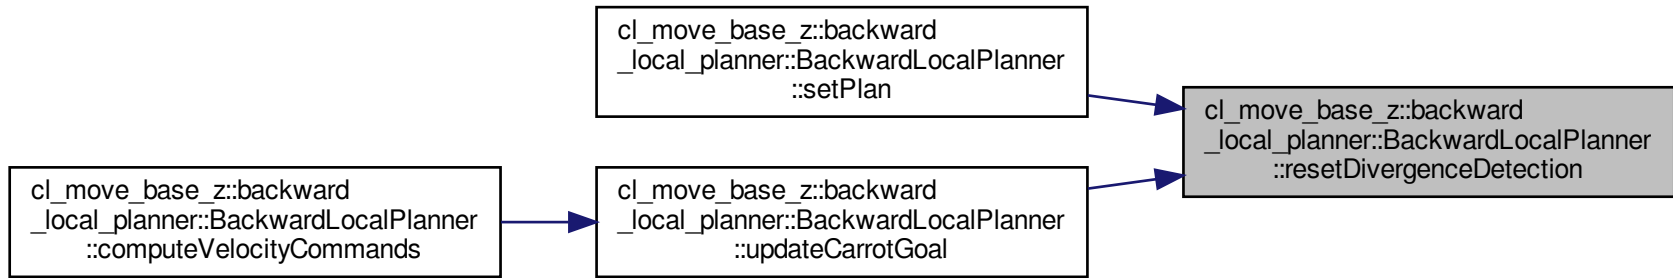 cl_move_base_z::backward
_local_planner::BackwardLocalPlanner
::setPlan
cl_move_base_z::backward
_local_planner::BackwardLocalPlanner
::resetDivergenceDetection
cl_move_base_z::backward
_local_planner::BackwardLocalPlanner
::computeVelocityCommands
cl_move_base_z::backward
_local_planner::BackwardLocalPlanner
::updateCarrotGoal